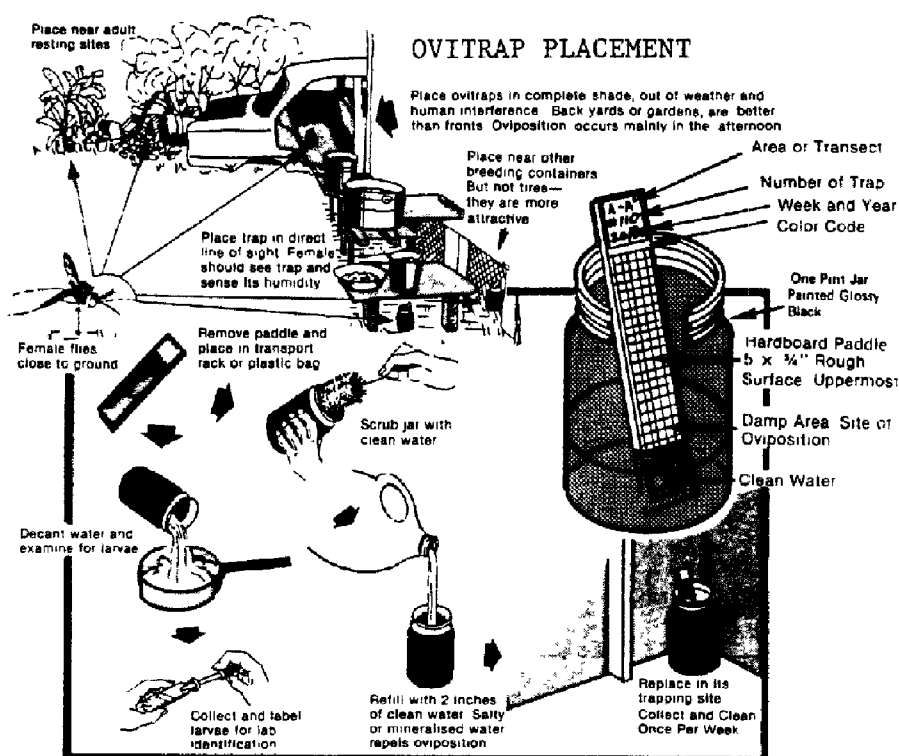 OVITRAP PLACEMENT
Place near adult
resting sites
Place ovitraps in complete shade, out of weather and
human interference Back yards or gardens, are better
than fronts Oviposition occurs mainly in the afternoon
Place near other
breeding containers
But not tires—
they are more
attractive
Place trap in direct
line of sight. Female
should see trap and
sense its humidity
Female flies
close to ground
Area or Transect
Number of Trap
Week and Year
Color Code
One Pint Jar
Painted Glossy
Black
Hardboard Paddle
5 x ¾" Rough
Surface Uppermost
Damp Area Site of
Oviposition
Clean Water
Remove paddle and
place in transport
rack or plastic bag
Scrub jar with
clean water
Decant water and
examine for larvae
Collect and label
larvae for lab
identification
Refill with 2 inches
of clean water Salty
or mineralised water
repels oviposition
Replace in its
trapping site
Collect and Clean
Once Per Week